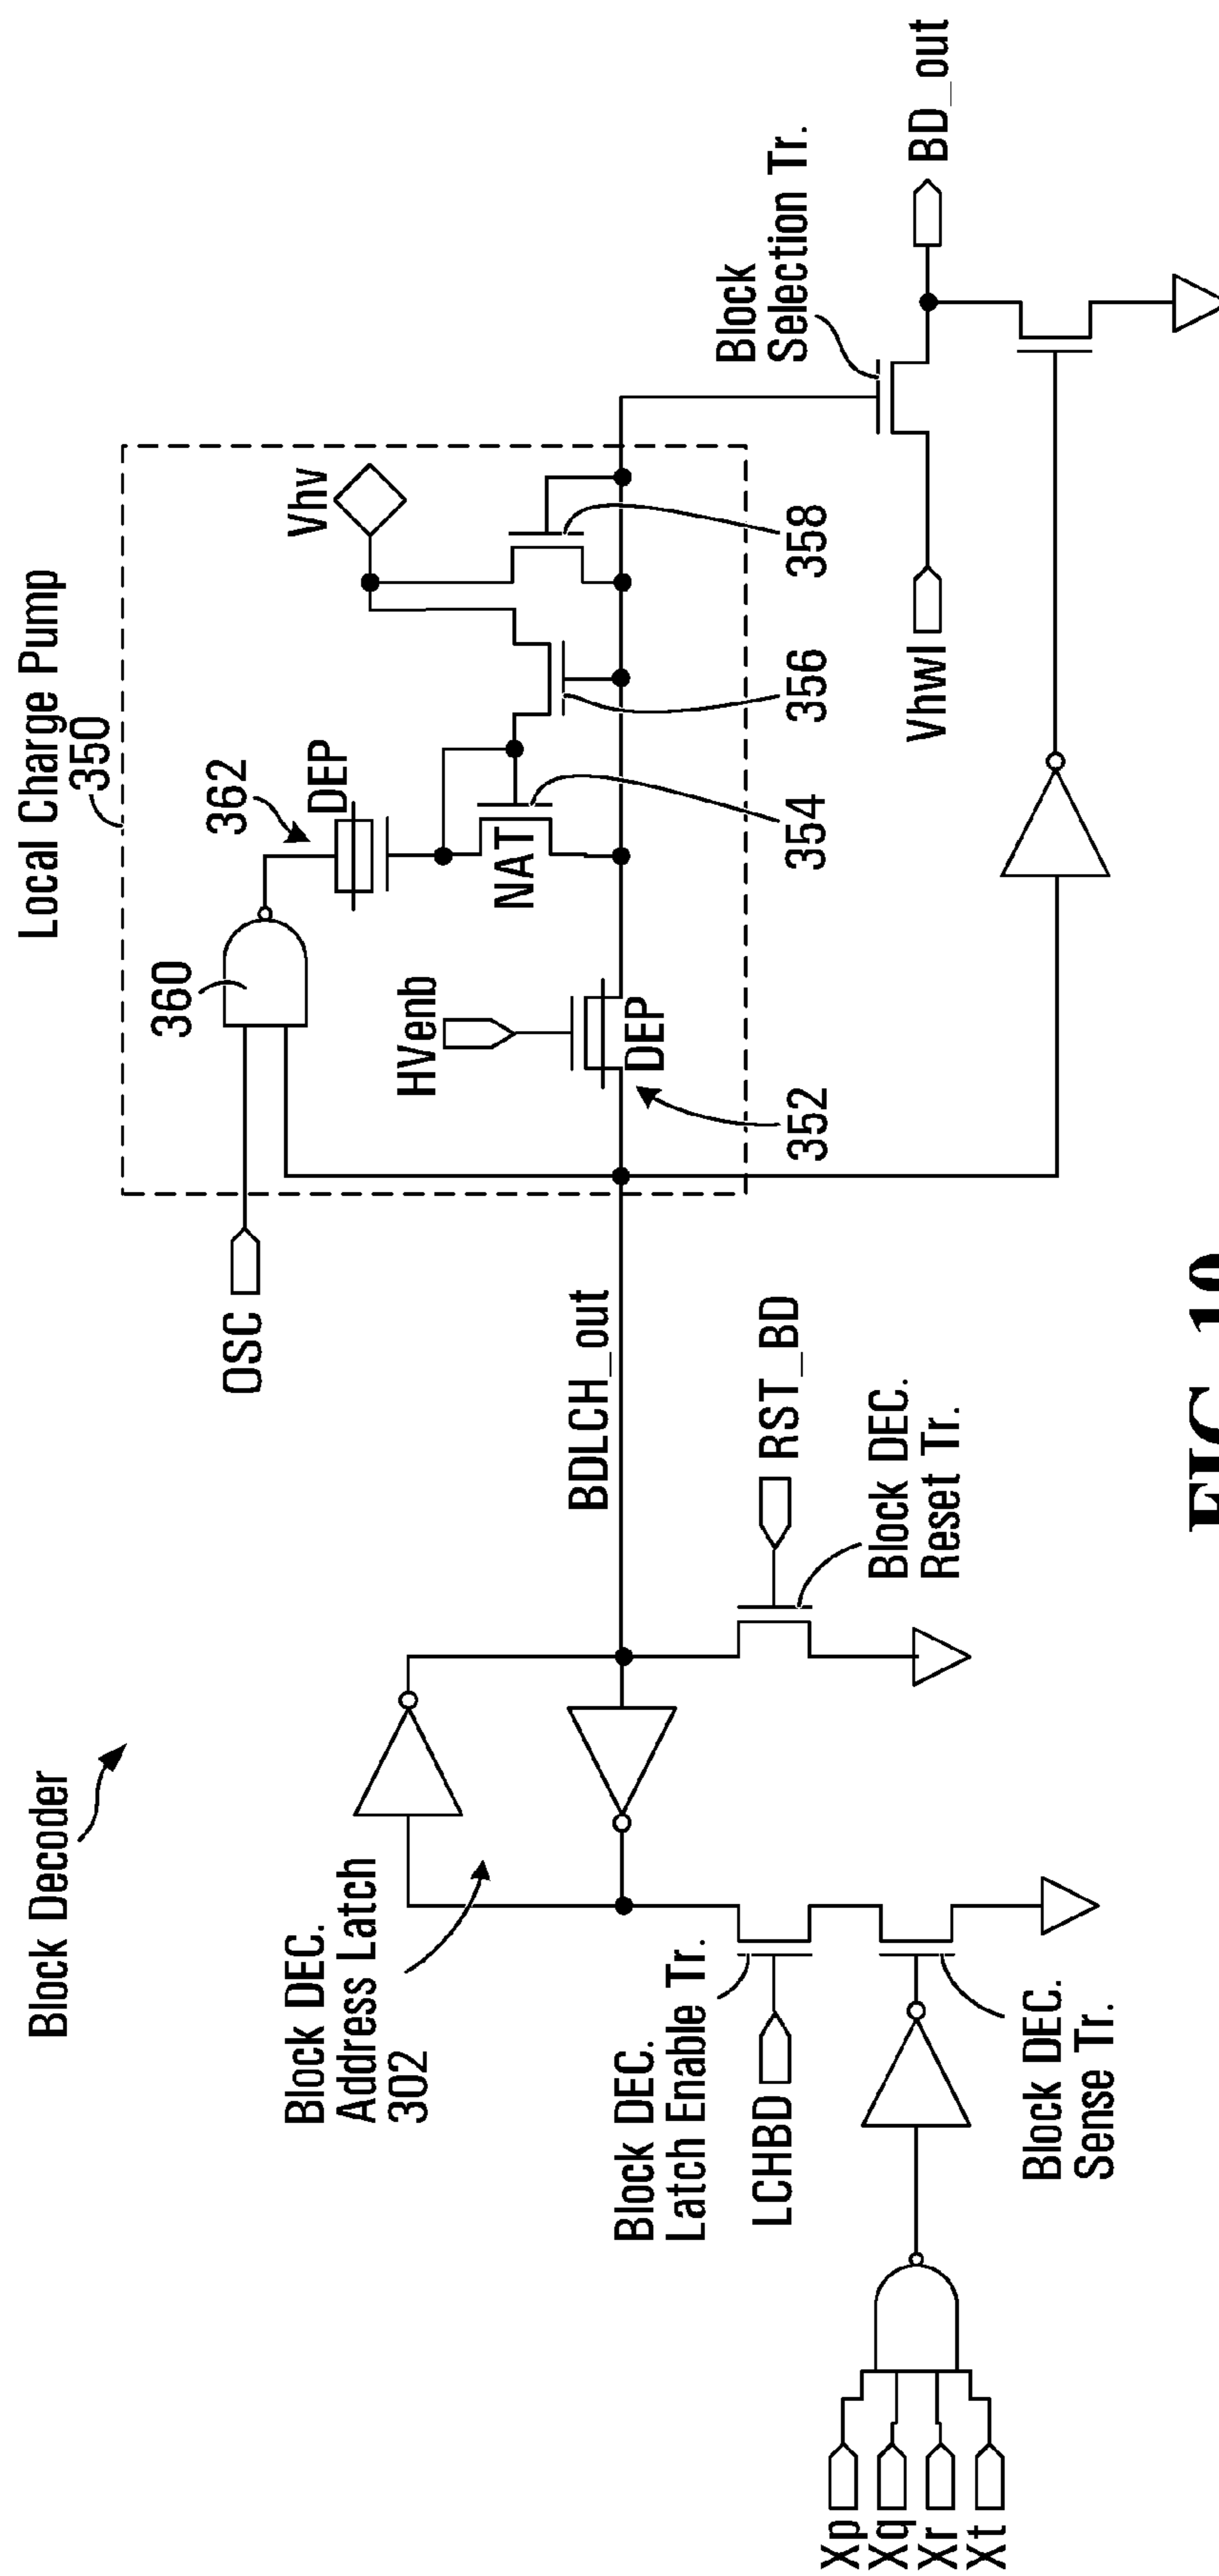 Block Decoder
Local Charge Pump
350
Block DEC.
Address Latch
302
OSC
360
362
DEP
Vhv
HVenb
NAT
DEP
352
354
356
358
BDLCH_out
Block
Selection Tr.
Vhwl
BD_out
RST_BD
Block DEC.
Reset Tr.
Block DEC.
Latch Enable Tr.
LCHBD
Block DEC.
Sense Tr.
Xp
Xq
Xr
Xt